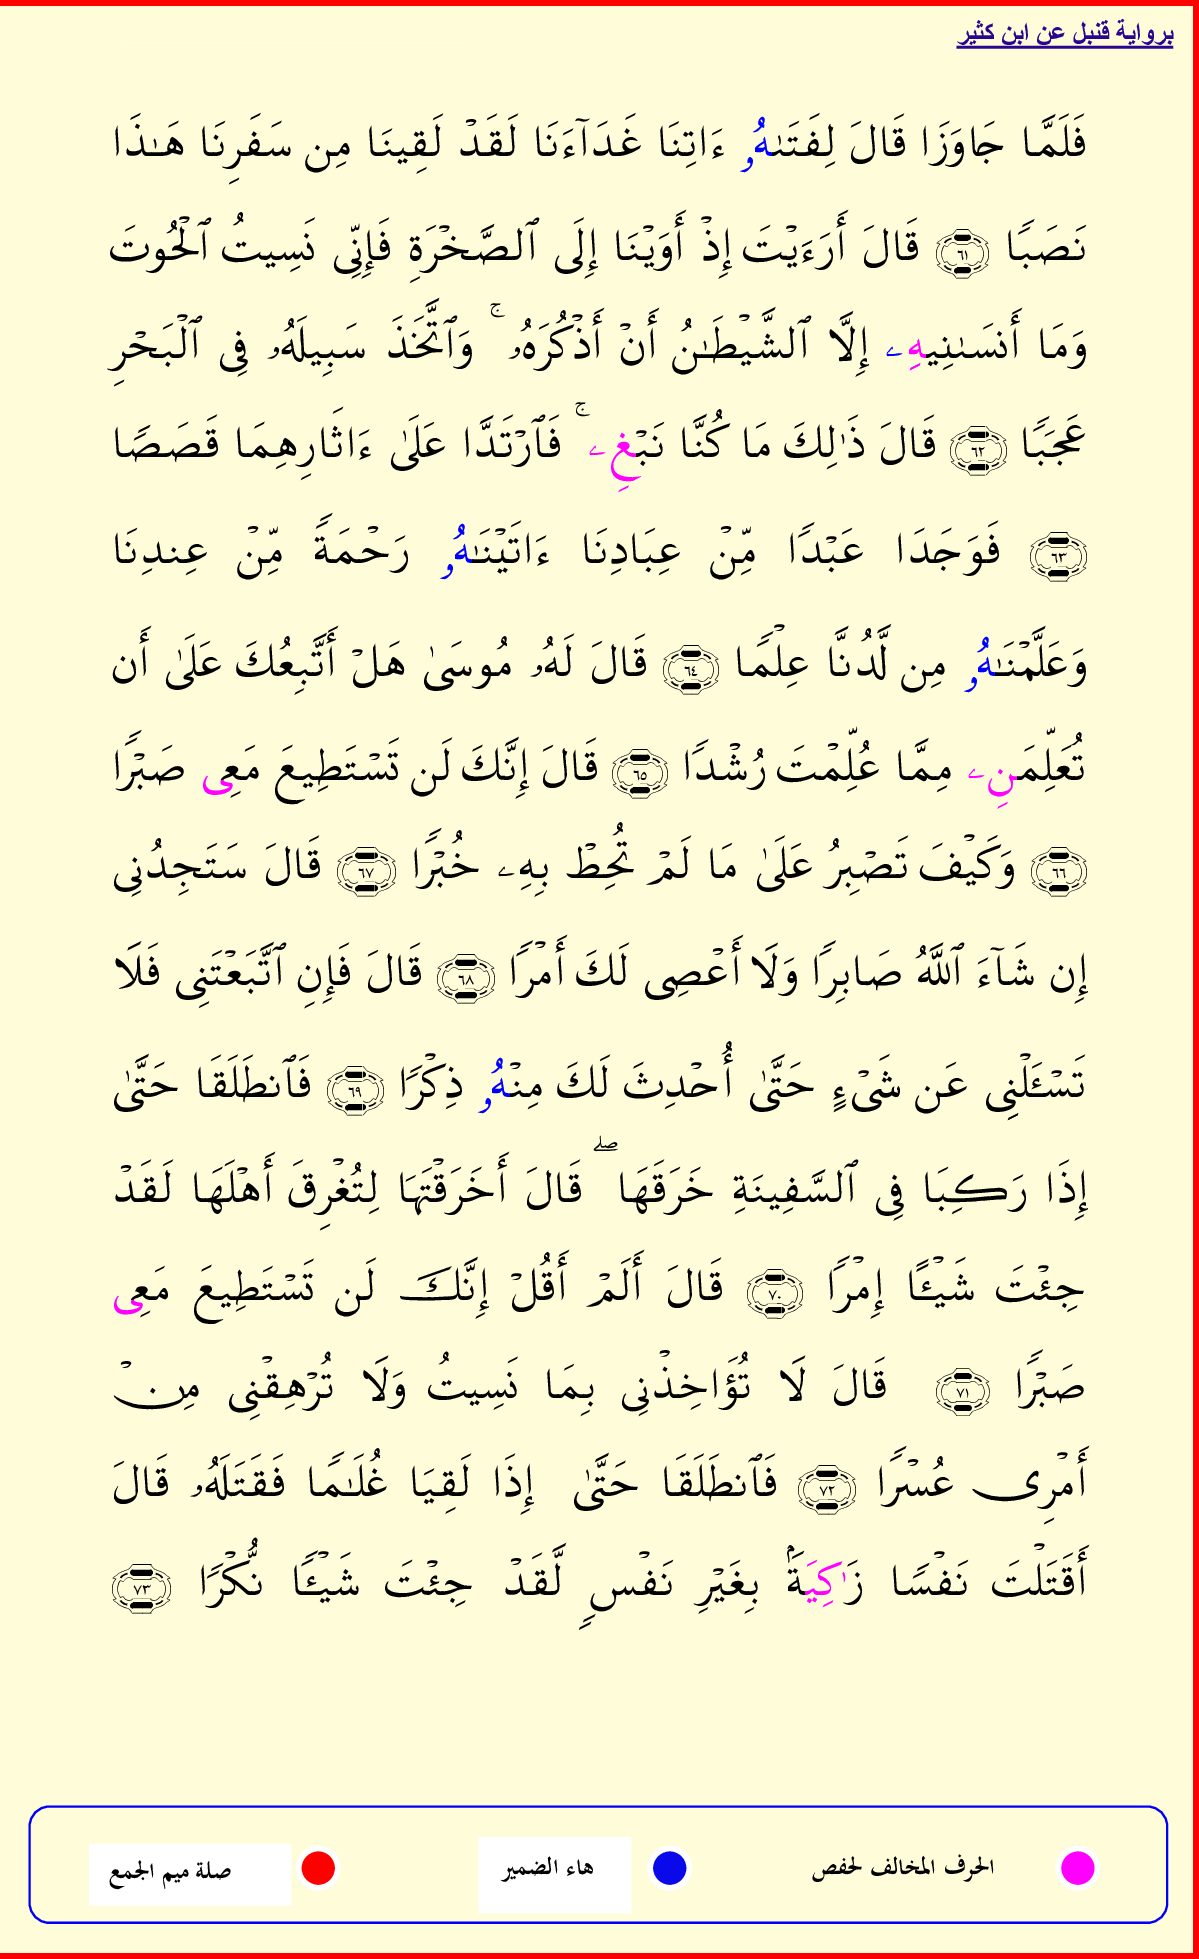 برواية قنبل عن ابن كثير
فَلَمَّا جَاوَزَا قَالَ لِفَتَىٰهُۥ ءَاتِنَا غَدَآءَنَا لَقَدۡ لَقِينَا مِن سَفَرِنَا هَـٰذَا
نَصَبٗا ٦١ قَالَ أَرَءَيۡتَ إِذۡ أَوَيۡنَا إِلَى ٱلصَّخۡرَةِ فَإِنِّي نَسِيتُ ٱلۡحُوتَ
وَمَا أَنسَىٰنِيهِۦ إِلَّا ٱلشَّيۡطَـٰنُ أَنۡ أَذۡكُرَهُۥۚ وَٱتَّخَذَ سَبِيلَهُۥ فِي ٱلۡبَحۡرِ
عَجَبٗا ٦٢ قَالَ ذَٰلِكَ مَا كُنَّا نَبۡغِۦۚ فَٱرۡتَدَّا عَلَىٰ ءَاثَارِهِمَا قَصَصٗا
٦٣ فَوَجَدَا عَبۡدٗا مِّنۡ عِبَادِنَا ءَاتَيۡنَـٰهُۥ رَحۡمَةٗ مِّنۡ عِندِنَا
وَعَلَّمۡنَـٰهُۥ مِن لَّدُنَّا عِلۡمٗا ٦٤ قَالَ لَهُۥ مُوسَىٰ هَلۡ أَتَّبِعُكَ عَلَىٰ أَن
تُعَلِّمَنِۦ مِمَّا عُلِّمۡتَ رُشۡدٗا ٦٥ قَالَ إِنَّكَ لَن تَسۡتَطِيعَ مَعِي صَبۡرٗا
٦٦ وَكَيۡفَ تَصۡبِرُ عَلَىٰ مَا لَمۡ تُحِطۡ بِهِۦ خُبۡرٗا ٦٧ قَالَ سَتَجِدُنِي
إِن شَآءَ ٱللَّهُ صَابِرٗا وَلَا أَعۡصِي لَكَ أَمۡرٗا ٦٨ قَالَ فَإِنِ ٱتَّبَعۡتَنِي فَلَا
تَسۡـَٔلۡنِي عَن شَيۡءٍ حَتَّىٰ أُحۡدِثَ لَكَ مِنۡهُۥ ذِكۡرٗا ٦٩ فَٱنطَلَقَا حَتَّىٰ
إِذَا رَكِبَا فِي ٱلسَّفِينَةِ خَرَقَهَاۖ قَالَ أَخَرَقۡتَهَا لِتُغۡرِقَ أَهۡلَهَا لَقَدۡ
جِئۡتَ شَيۡـًٔا إِمۡرٗا ٧٠ قَالَ أَلَمۡ أَقُلۡ إِنَّكَ لَن تَسۡتَطِيعَ مَعِي
صَبۡرٗا ٧١ قَالَ لَا تُؤَاخِذۡنِي بِمَا نَسِيتُ وَلَا تُرۡهِقۡنِي مِنۡ
أَمۡرِي عُسۡرٗا ٧٢ فَٱنطَلَقَا حَتَّىٰ إِذَا لَقِيَا غُلَـٰمٗا فَقَتَلَهُۥ قَالَ
أَقَتَلۡتَ نَفۡسٗا زَٰكِيَةَۢ بِغَيۡرِ نَفۡسٖ لَّقَدۡ جِئۡتَ شَيۡـٔٗا نُّكۡرٗا ٧٣
الحرف المخالف لحفص هاء الضمير صلة ميم الجمع